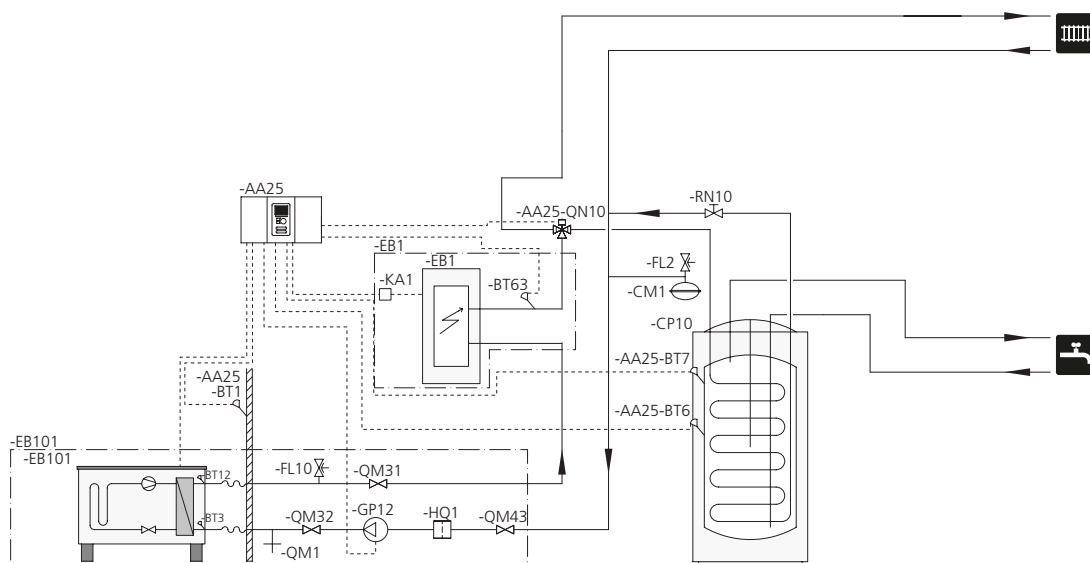 -AA25
-RN10
-AA25-QN10
-EB1
-EB1
-FL2
-KA1
-BT63
-CM1
-CP10
-AA25-BT7
-AA25
-BT1
-AA25-BT6
-EB101
-EB101
-BT12
-FL10
-QM31
-BT3
-QM32
-GP12
-HQ1
-QM43
-QM1